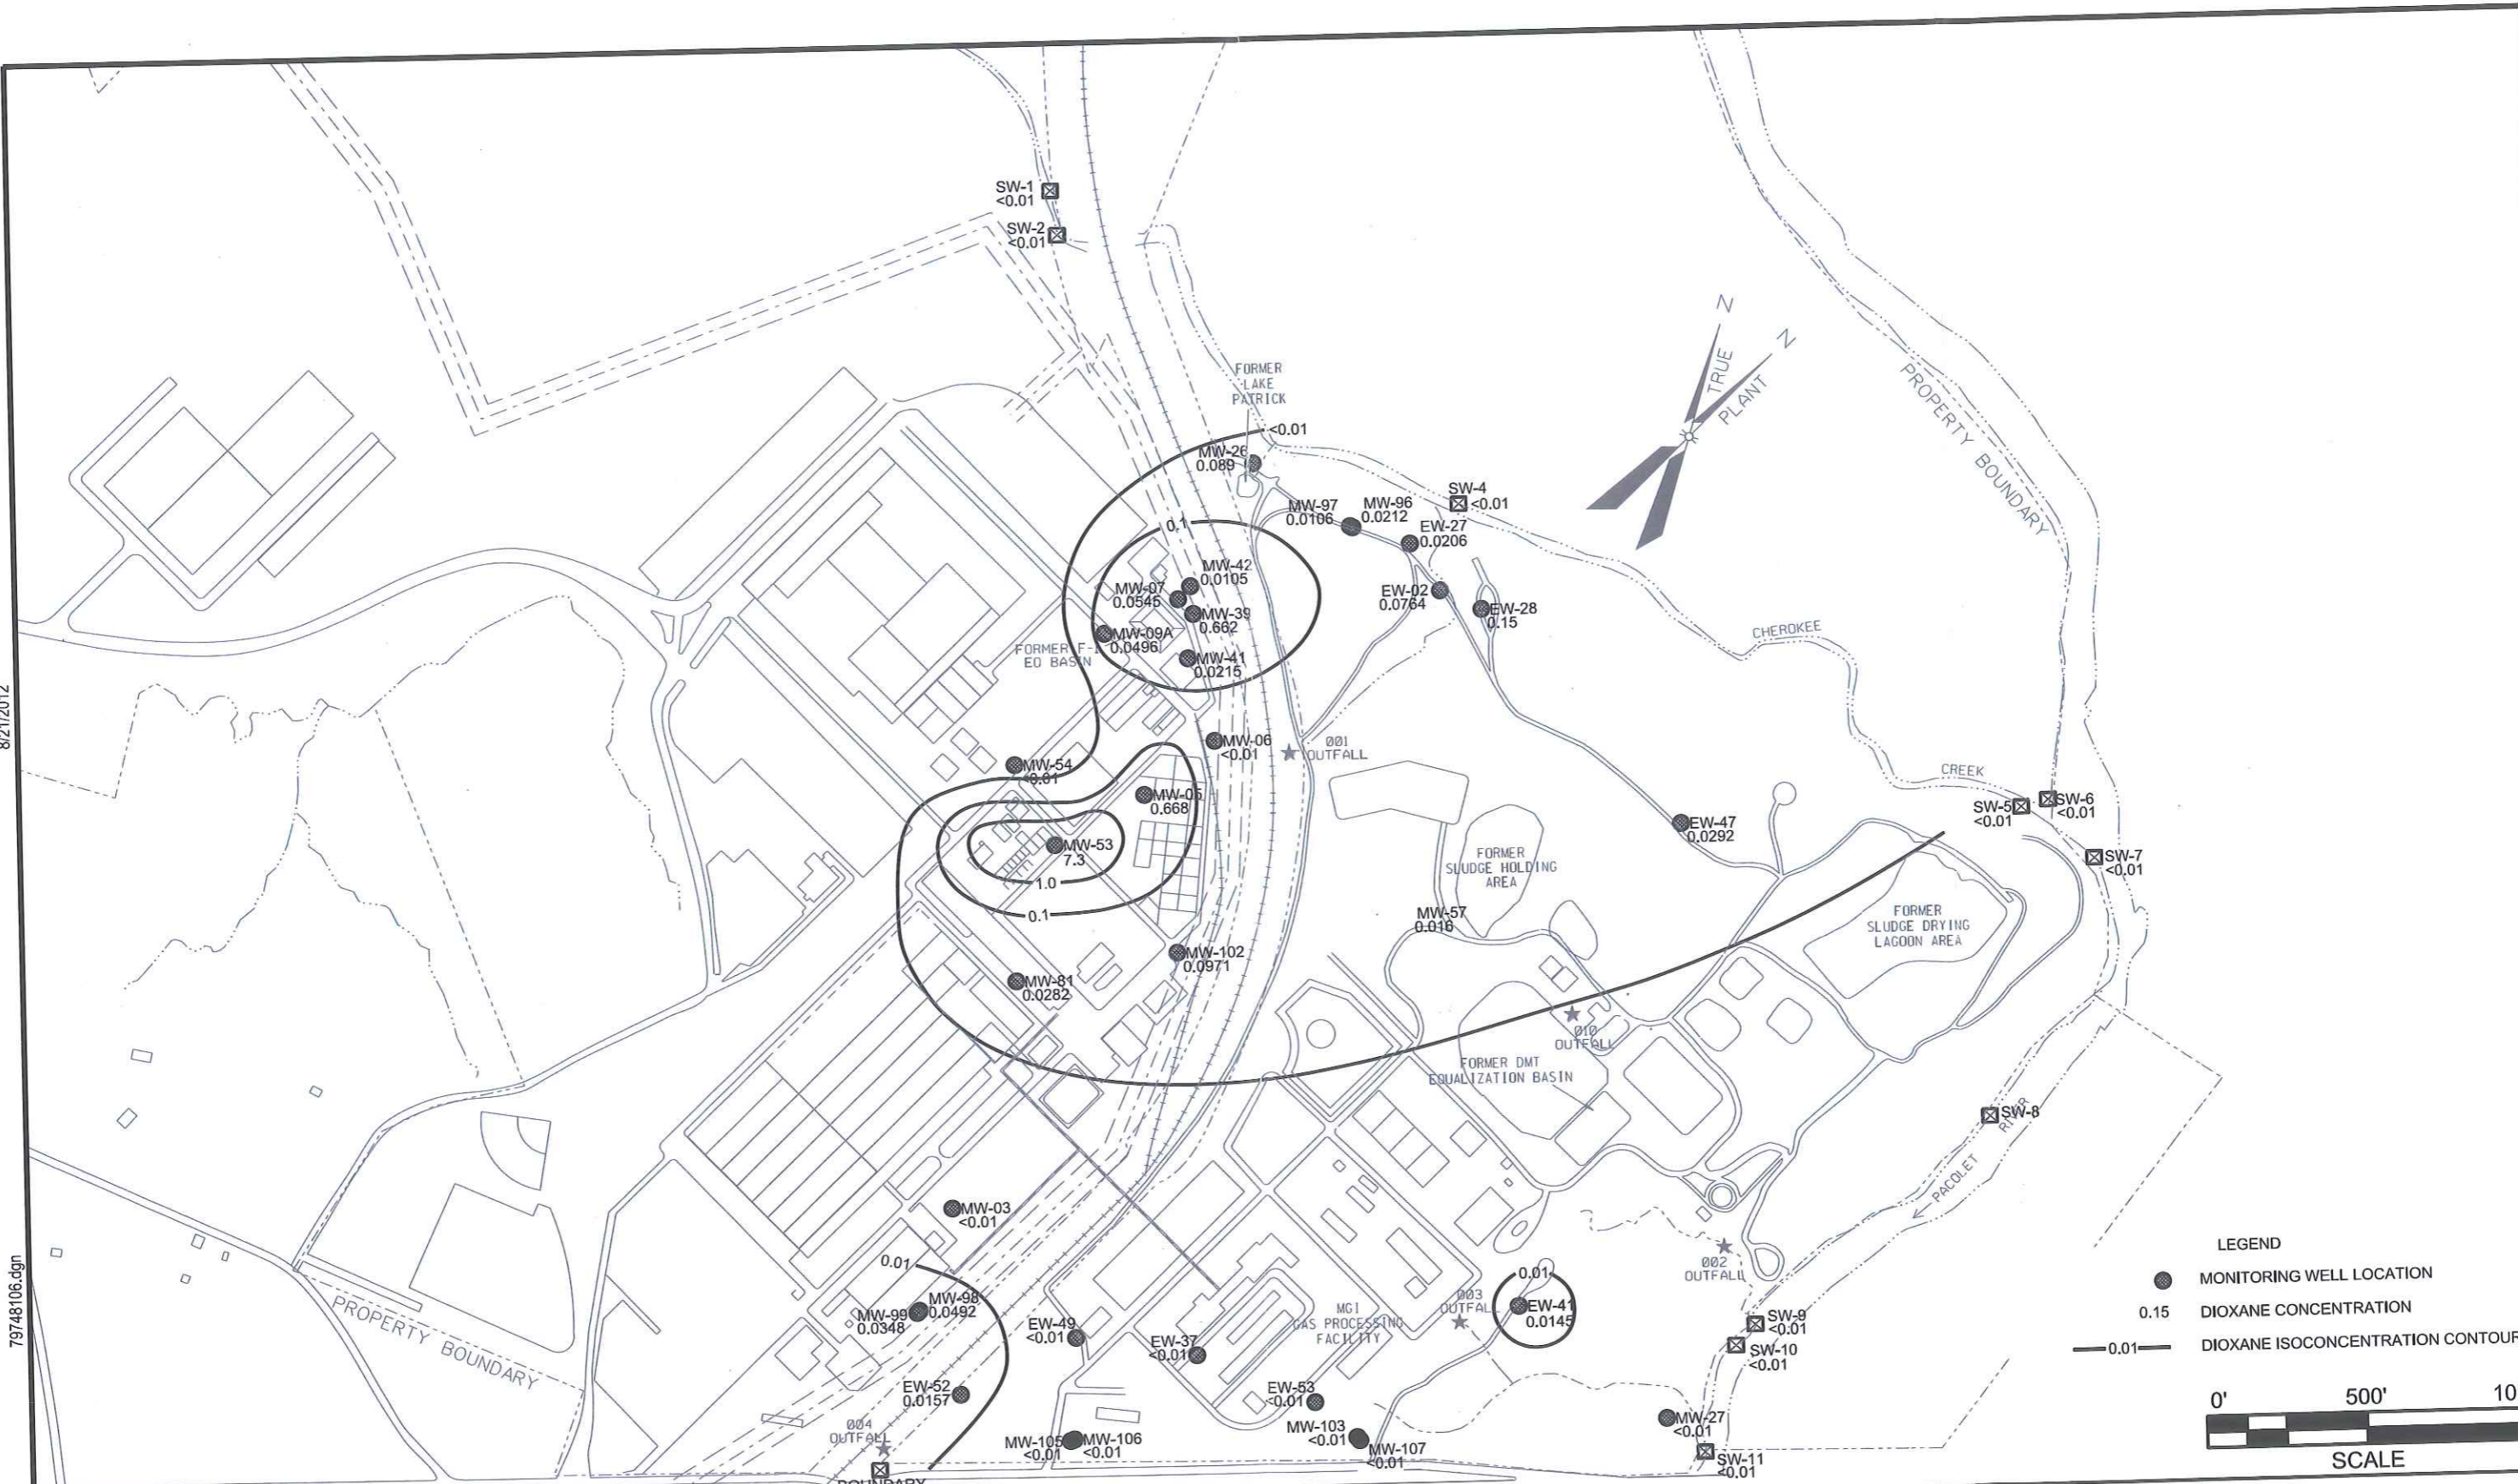 SW-1
<0.01
SW-2
<0.01
FORMER
LAKE
PATRICK
<0.01
MW-26
0.089
SW-4
<0.01
MW-97
0.0106
MW-96
0.0212
EW-27
0.0206
0.1
MW-42
0.0105
MW-07
0.0545
MW-39
0.662
MW-09A
0.0496
MW-41
0.0215
EO BASIN
EW-02
0.0764
EW-28
0.15
TRUE
N
PLANT
N
PROPERTY BOUNDARY
CHEROKEE
CREEK
MW-06
<0.01
001
OUTFALL
MW-54
<0.01
MW-05
0.668
MW-53
7.3
1.0
0.1
EW-47
0.0292
SW-5
<0.01
SW-6
<0.01
SW-7
<0.01
FORMER
SLUDGE HOLDING
AREA
MW-57
0.016
FORMER
SLUDGE DRYING
LAGOON AREA
MW-102
0.0971
MW-81
0.0282
010
OUTFALL
FORMER DMT
EQUALIZATION BASIN
SW-8
PACOLET RIVER
8/21/2012
79748106.dgn
MW-03
<0.01
0.01
MW-98
0.0492
MW-99
0.0348
EW-49
<0.01
EW-37
<0.01
MGI
GAS PROCESSING
FACILITY
003
OUTFALL
0.01
EW-41
0.0145
002
OUTFALL
SW-9
<0.01
SW-10
<0.01
EW-52
0.0157
EW-53
<0.01
004
OUTFALL
MW-105
<0.01
MW-106
<0.01
MW-103
<0.01
MW-107
<0.01
MW-27
<0.01
SW-11
<0.01
PROPERTY BOUNDARY
BOUNDARY
LEGEND
MONITORING WELL LOCATION
0.15 DIOXANE CONCENTRATION
0.01 DIOXANE ISOCONCENTRATION CONTOUR
0' 500' 10
SCALE